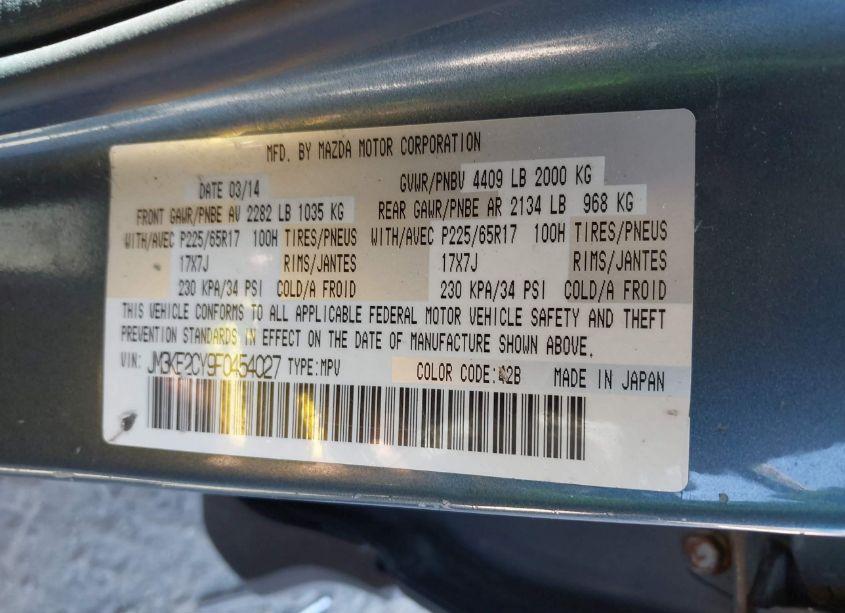 MFD. BY MAZDA MOTOR CORPORATION
DATE 03/14 GVWR/PNBV 4409 LB 2000 KG
FRONT GAWR/PNBE AV 2282 LB 1035 KG REAR GAWR/PNBE AR 2134 LB 968 KG
WITH/AVEC P225/65R17 100H TIRES/PNEUS WITH/AVEC P225/65R17 100H TIRES/PNEUS
17X7J RIMS/JANTES 17X7J RIMS/JANTES
230 KPA/34 PSI COLD/A FROID 230 KPA/34 PSI COLD/A FROID
THIS VEHICLE CONFORMS TO ALL APPLICABLE FEDERAL MOTOR VEHICLE SAFETY AND THEFT
PREVENTION STANDARDS IN EFFECT ON THE DATE OF MANUFACTURE SHOWN ABOVE.
VIN: JM3KE2CY9F0454027 TYPE:MPV COLOR CODE:42B MADE IN JAPAN